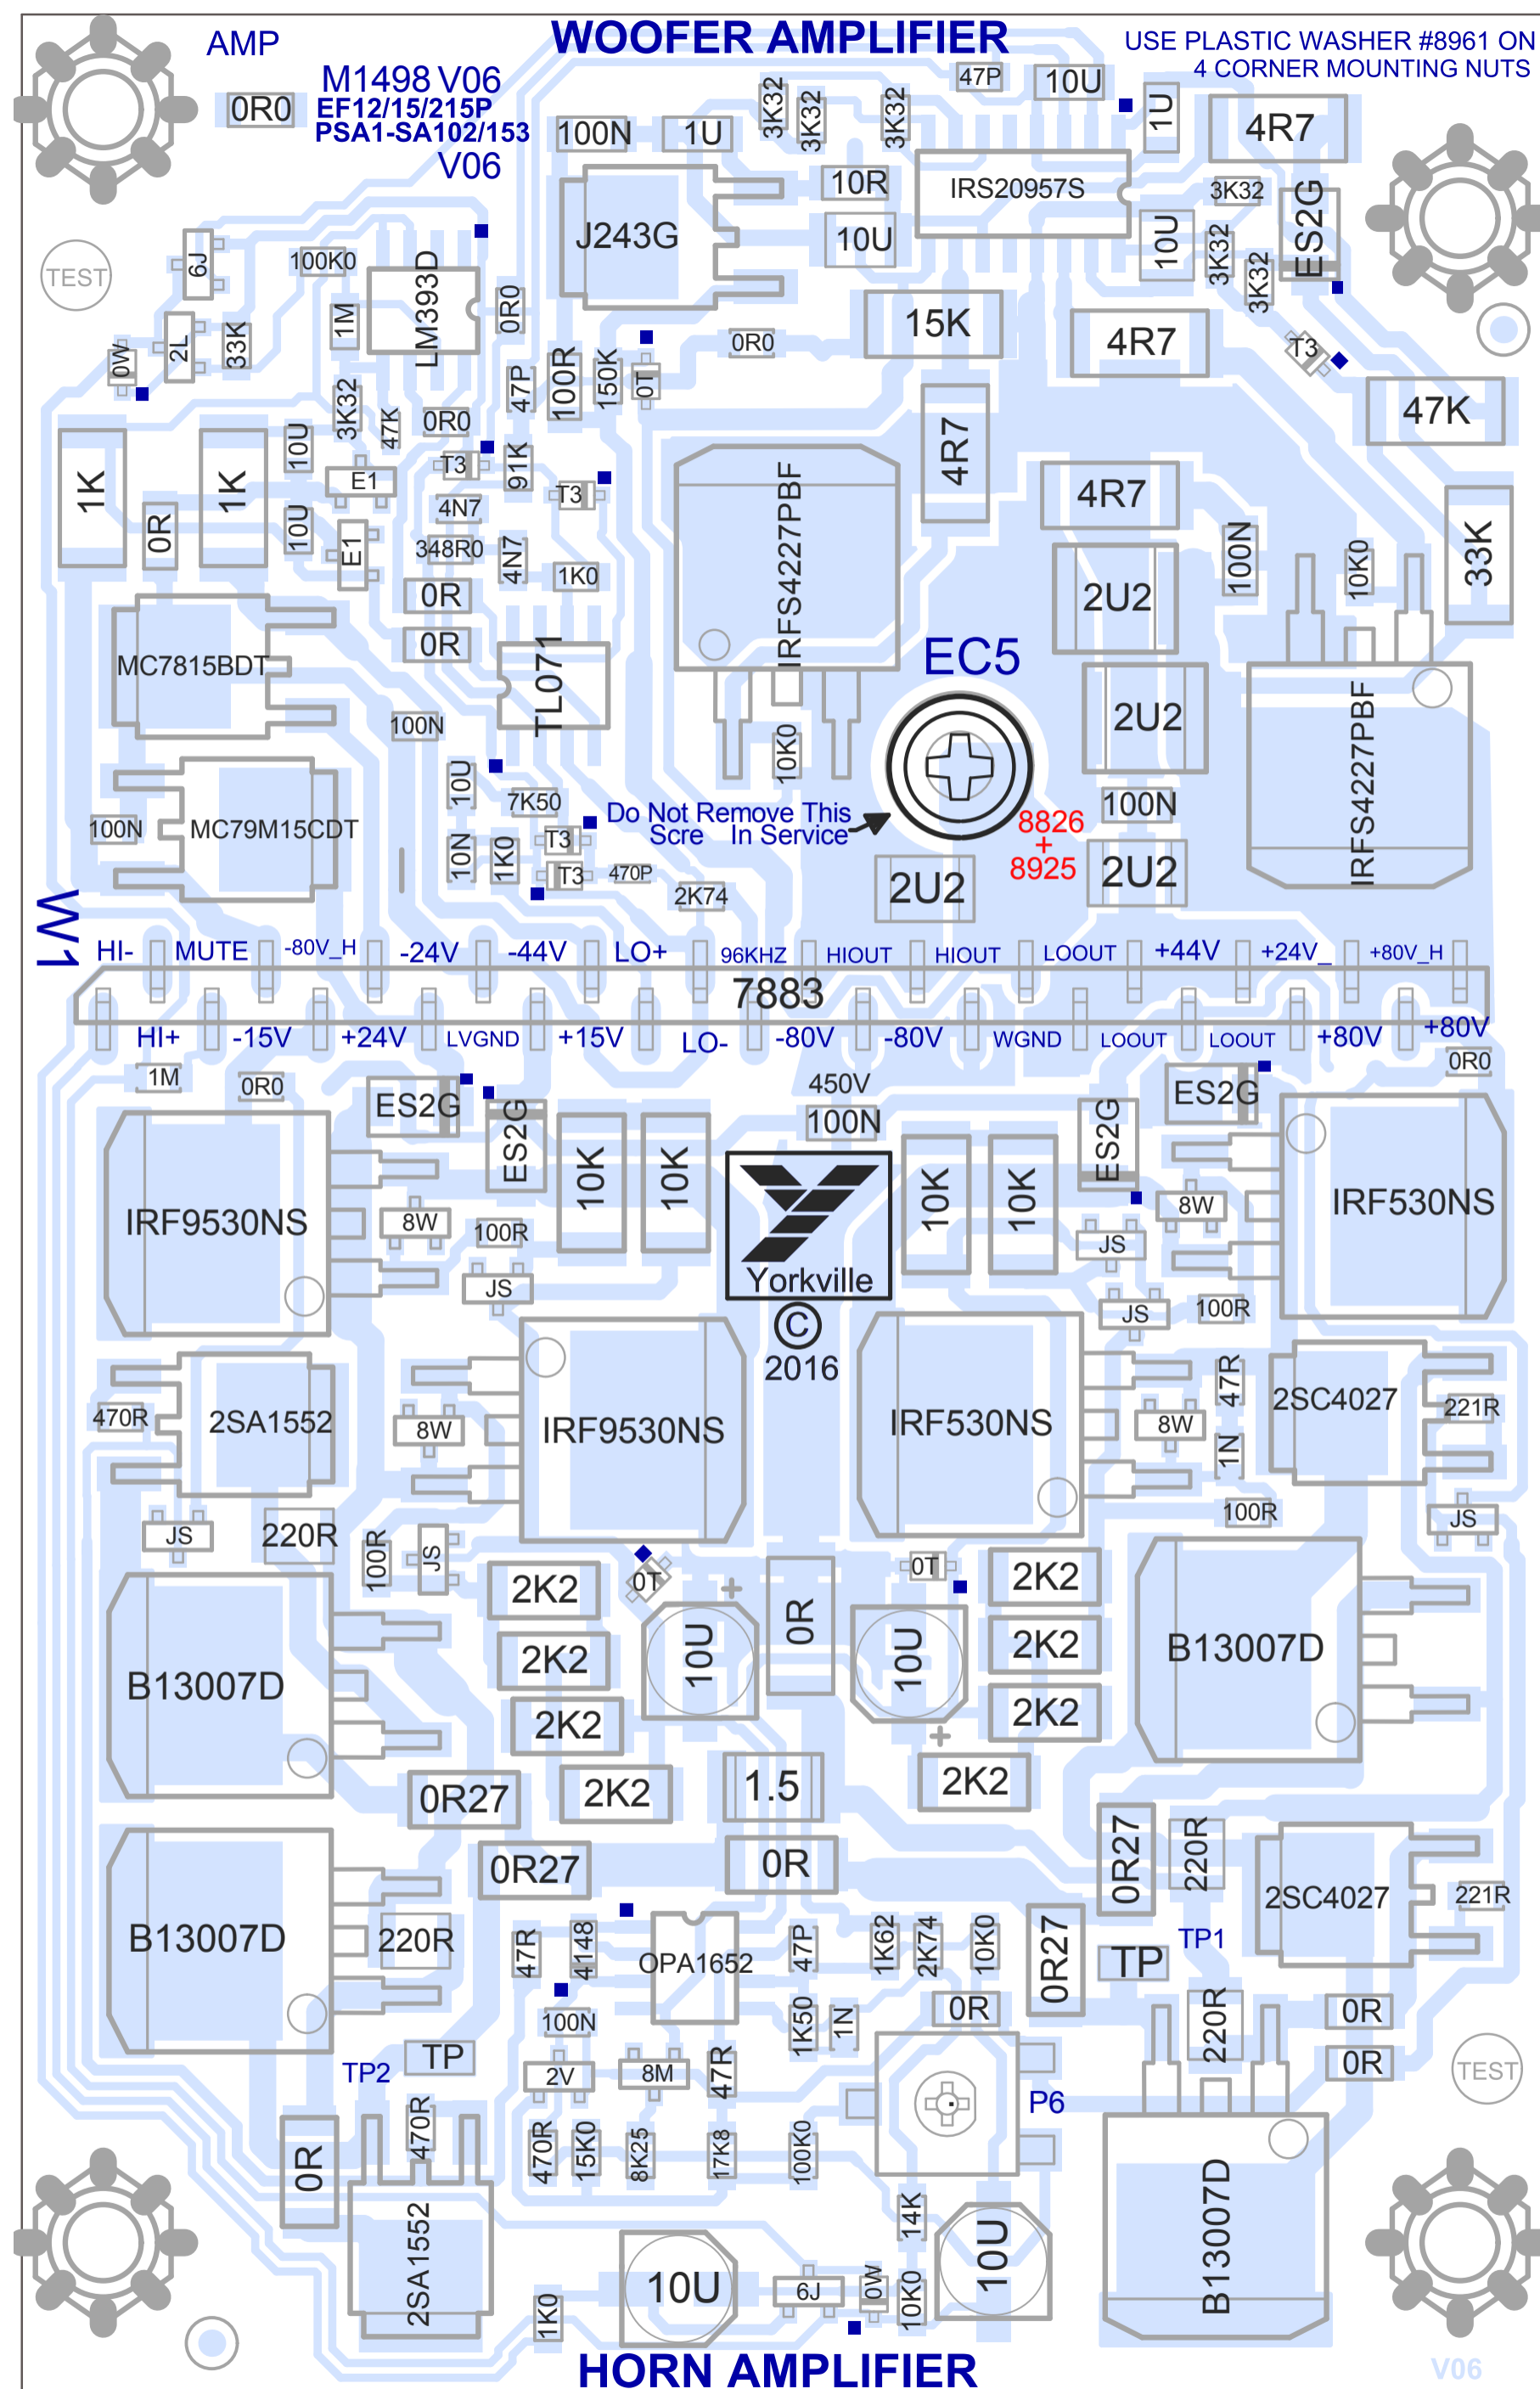 WOOFER AMPLIFIER
AMP
USE PLASTIC WASHER #8961 ON
4 CORNER MOUNTING NUTS
M1498 V06
EF12/15/215P
PSA1-SA102/153
V06
0R0
47P
10U
1U
3K32
3K32
3K32
4R7
100N
1U
10R
IRS20957S
3K32
ES2G
J243G
10U
10U
3K32
3K32
TEST
6J
100K0
LM393D
0R0
1M
2L
33K
0W
15K
0R0
4R7
T3
47P
100R
150K
0T
3K32
47K
0R0
4R7
47K
1K
1K
10U
E1
T3
91K
T3
IRFS4227PBF
4R7
0R
10U
E1
4N7
348R0
4N7
1K0
100N
10K0
33K
0R
2U2
0R
MC7815BDT
TL071
EC5
100N
10K0
2U2
IRFS4227PBF
10U
7K50
Do Not Remove This
Scre In Service
8826
+
8925
100N
100N
MC79M15CDT
10N
1K0
T3
T3
470P
2K74
2U2
2U2
W1
HI-
MUTE
-80V_H
-24V
-44V
LO+
96KHZ
HIOUT
HIOUT
LOOUT
+44V
+24V_
+80V_H
7883
HI+
-15V
+24V
LVGND
+15V
LO-
-80V
-80V
WGND
LOOUT
LOOUT
+80V
+80V
1M
0R0
ES2G
ES2G
450V
100N
ES2G
ES2G
0R0
10K
10K
10K
10K
IRF9530NS
8W
100R
JS
Yorkville
©
2016
JS
8W
IRF530NS
JS
100R
470R
2SA1552
8W
IRF9530NS
IRF530NS
8W
47R
1N
2SC4027
221R
JS
220R
100R
JS
100R
JS
0T
0T
2K2
2K2
2K2
2K2
10U
+
0R
10U
+
2K2
2K2
2K2
2K2
B13007D
B13007D
0R27
1.5
0R27
0R
0R27
220R
2SC4027
221R
B13007D
220R
47R
4148
OPA1652
47P
1K62
2K74
10K0
0R27
TP
TP1
100N
1K50
1N
0R
220R
0R
0R
TP2
TP
2V
8M
47R
P6
TEST
0R
470R
470R
15K0
8K25
17K8
100K0
14K
2SA1552
10U
10U
B13007D
1K0
6J
0W
10K0
HORN AMPLIFIER
V06